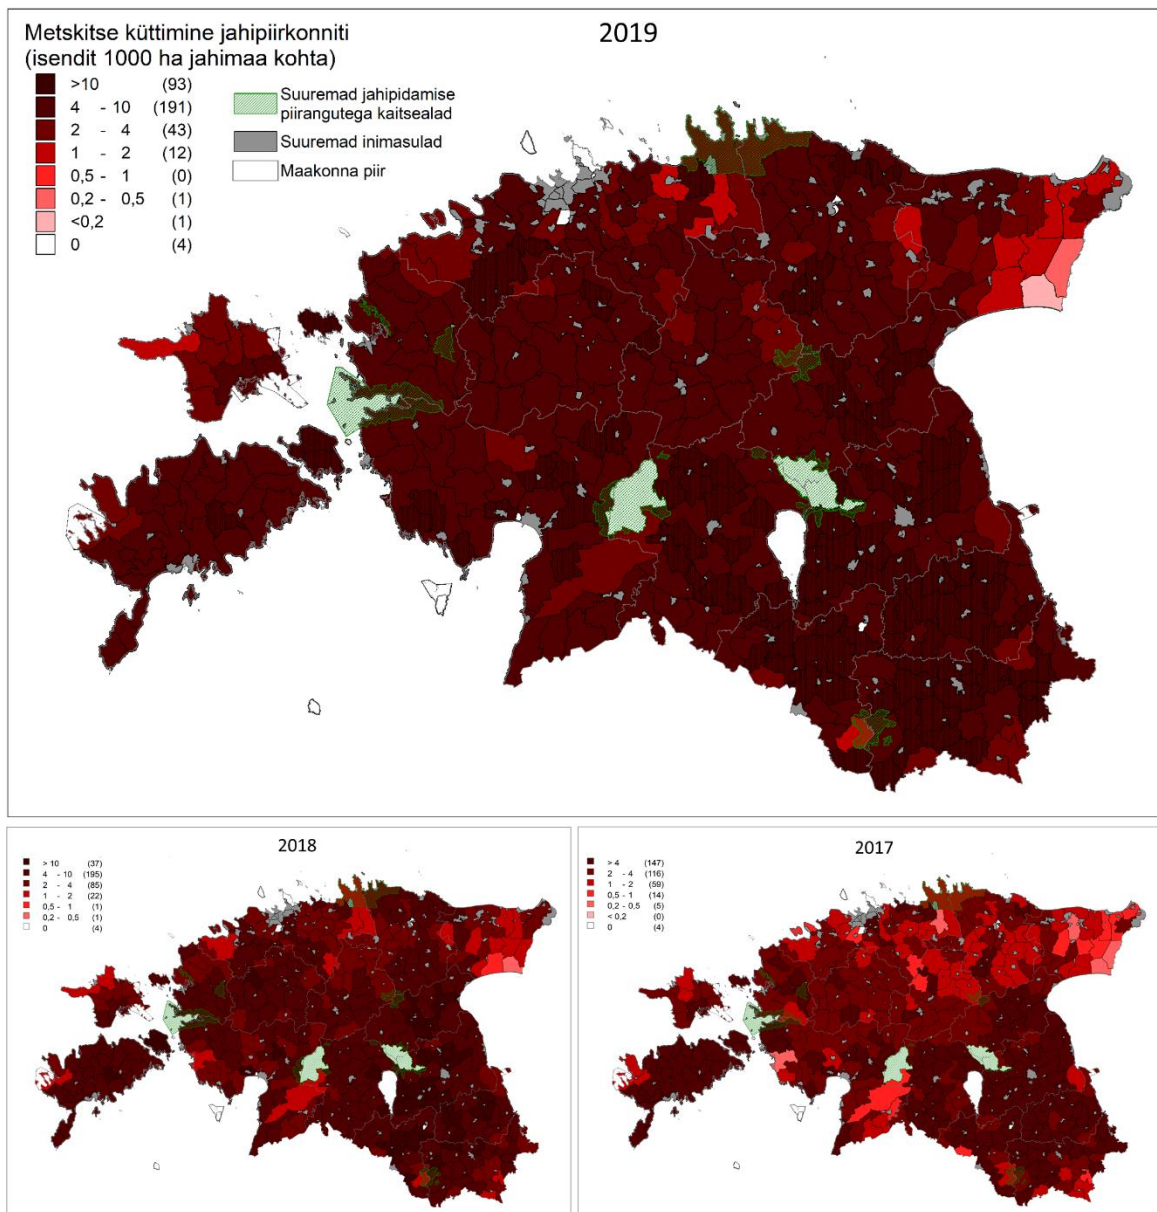 Metskitse küttimine jahipiirkonniti
(isendit 1000 ha jahimaa kohta)
2019
>10 (93)
4 - 10 (191)
2 - 4 (43)
1 - 2 (12)
0,5 - 1 (0)
0,2 - 0,5 (1)
<0,2 (1)
0 (4)
Suuremad jahipidamise
piirangutega kaitsealad
Suuremad inimasulad
Maakonna piir
2018
> 10 (37)
4 - 10 (195)
2 - 4 (85)
1 - 2 (22)
0,5 - 1 (1)
0,2 - 0,5 (1)
0 (4)
2017
> 4 (147)
2 - 4 (116)
1 - 2 (59)
0,5 - 1 (14)
0,2 - 0,5 (5)
< 0,2 (0)
0 (4)